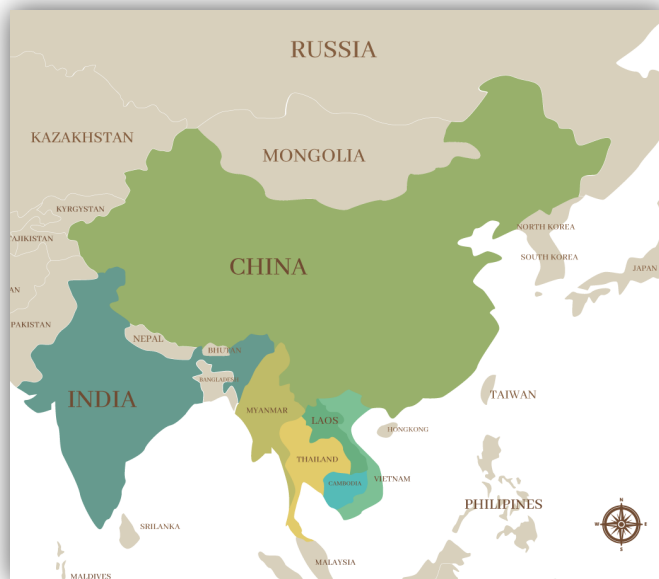 RUSSIA
KAZAKHSTAN
MONGOLIA
KYRGYSTAN
NORTH KOREA
TAJIKISTAN
SOUTH KOREA
CHINA
JAPAN
AN
PAKISTAN
NEPAL
BHUTAN
BANGLADESH
INDIA
TAIWAN
MYANMAR
LAOS
HONGKONG
THAILAND
VIETNAM
CAMBODIA
PHILIPINES
N
W
E
S
SRILANKA
MALAYSIA
MALDIVES